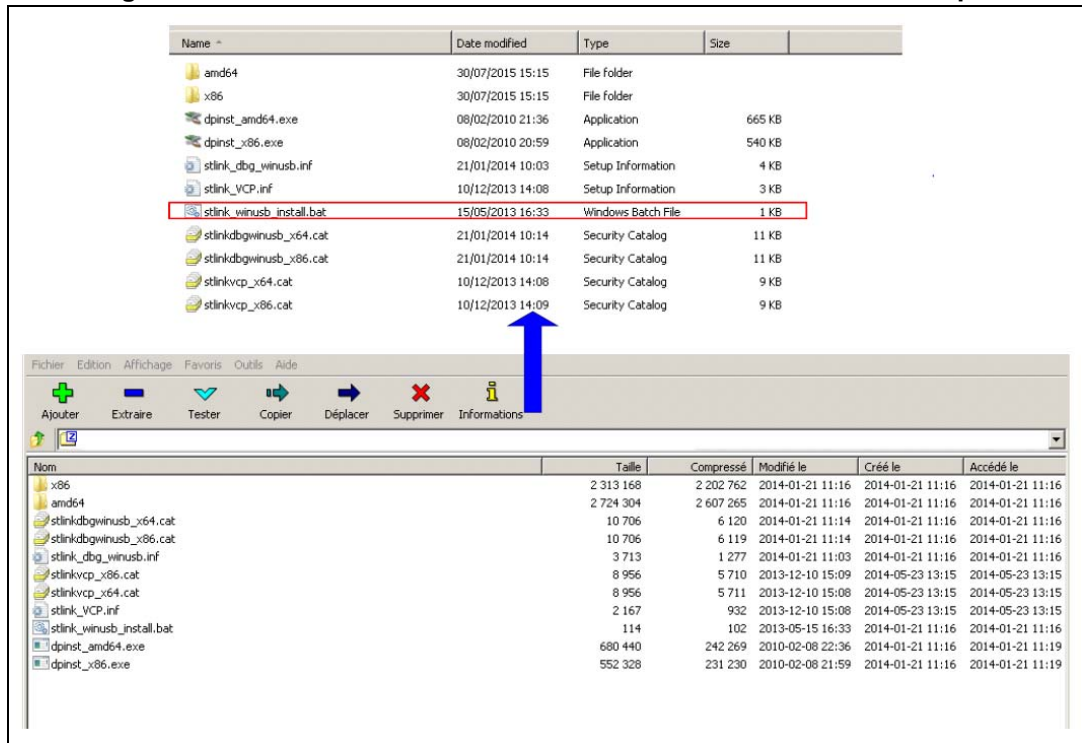 Name Date modified Type Size
amd64 30/07/2015 15:15 File folder
x86 30/07/2015 15:15 File folder
dpinst_amd64.exe 08/02/2010 21:36 Application 665 KB
dpinst_x86.exe 08/02/2010 20:59 Application 540 KB
stlink_dbg_winusb.inf 21/01/2014 10:03 Setup Information 4 KB
stlink_VCP.inf 10/12/2013 14:08 Setup Information 3 KB
stlink_winusb_install.bat 15/05/2013 16:33 Windows Batch File 1 KB
stlinkdbgwinusb_x64.cat 21/01/2014 10:14 Security Catalog 11 KB
stlinkdbgwinusb_x86.cat 21/01/2014 10:14 Security Catalog 11 KB
stlinkvcp_x64.cat 10/12/2013 14:08 Security Catalog 9 KB
stlinkvcp_x86.cat 10/12/2013 14:09 Security Catalog 9 KB
Fichier Edition Affichage Favoris Outils Aide
Ajouter Extraire Tester Copier Déplacer Supprimer Informations
Nom Taille Compressé Modifié le Créé le Accédé le
x86 2 313 168 2 202 762 2014-01-21 11:16 2014-01-21 11:16 2014-01-21 11:16
amd64 2 724 304 2 607 265 2014-01-21 11:16 2014-01-21 11:16 2014-01-21 11:16
stlinkdbgwinusb_x64.cat 10 706 6 120 2014-01-21 11:14 2014-01-21 11:16 2014-01-21 11:16
stlinkdbgwinusb_x86.cat 10 706 6 119 2014-01-21 11:14 2014-01-21 11:16 2014-01-21 11:16
stlink_dbg_winusb.inf 3 713 1 277 2014-01-21 11:03 2014-01-21 11:16 2014-01-21 11:16
stlinkvcp_x86.cat 8 956 5 710 2013-12-10 15:09 2014-05-23 13:15 2014-05-23 13:15
stlinkvcp_x64.cat 8 956 5 711 2013-12-10 15:08 2014-05-23 13:15 2014-05-23 13:15
stlink_VCP.inf 2 167 932 2013-12-10 15:08 2014-05-23 13:15 2014-05-23 13:15
stlink_winusb_install.bat 114 102 2013-05-15 16:33 2014-01-21 11:16 2014-01-21 11:16
dpinst_amd64.exe 680 440 242 269 2010-02-08 22:36 2014-01-21 11:16 2014-01-21 11:19
dpinst_x86.exe 552 328 231 230 2010-02-08 21:59 2014-01-21 11:16 2014-01-21 11:19